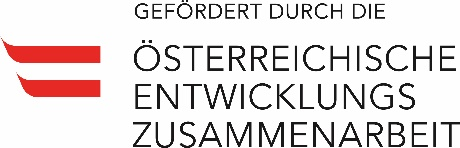 GEFÖRDERT DURCH DIE
ÖSTERREICHISCHE
ENTWICKLUNGS
ZUSAMMENARBEIT